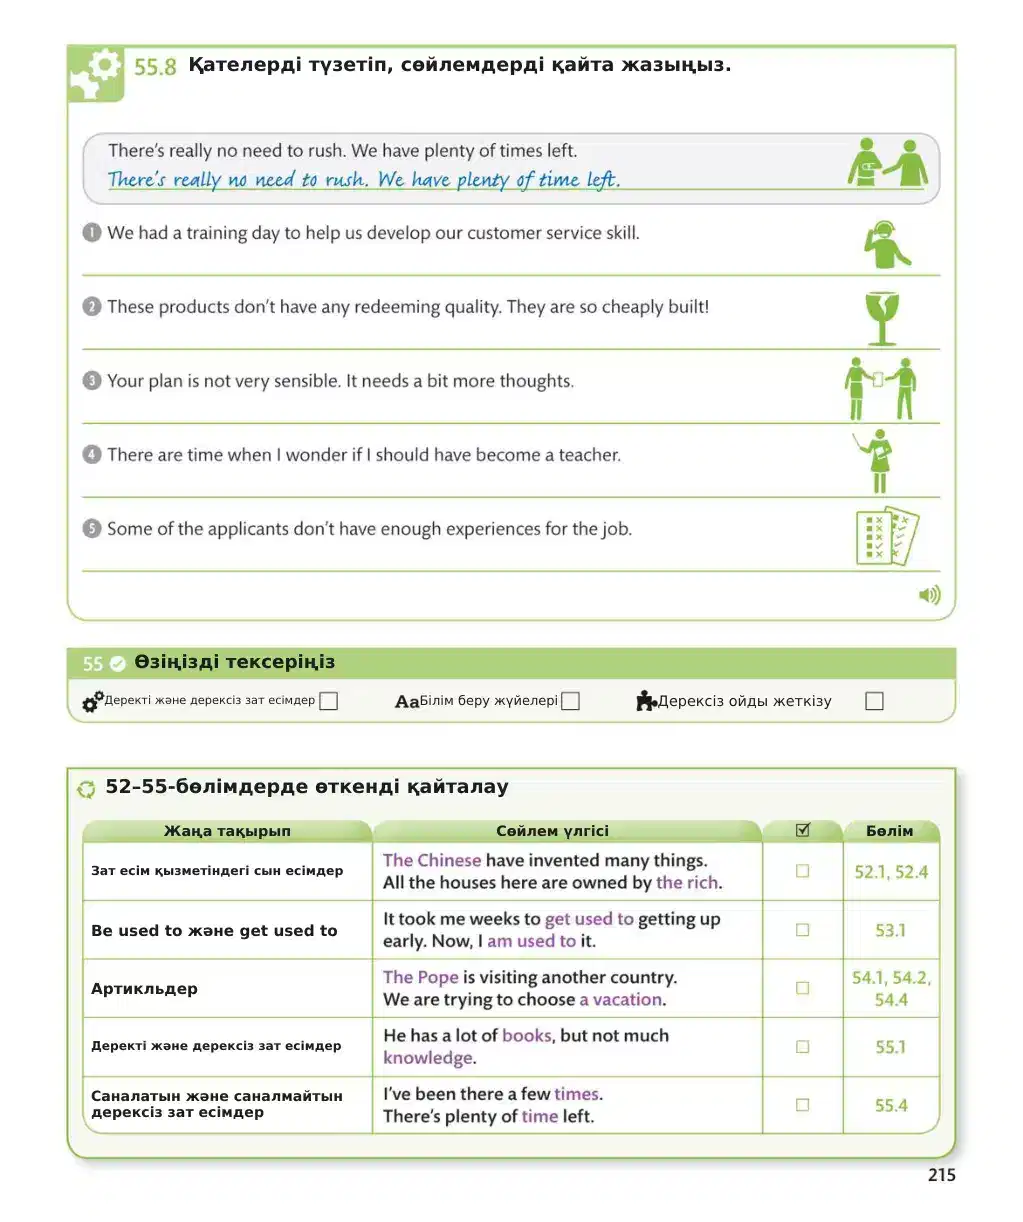 55.8 Қателерді түзетіп, сөйлемдерді қайта жазыңыз.
There's really no need to rush. We have plenty of times left.
There's really no need to rush. We have plenty of time left.
1 We had a training day to help us develop our customer service skill.
2 These products don't have any redeeming quality. They are so cheaply built!
3 Your plan is not very sensible. It needs a bit more thoughts.
4 There are time when I wonder if I should have become a teacher.
5 Some of the applicants don't have enough experiences for the job.
55 Өзіңізді тексеріңіз
Деректі және дерексіз зат есімдер Aa Білім беру жүйелері Дерексіз ойды жеткізу
52–55-бөлімдерде өткенді қайталау
Жаңа тақырып Сөйлем үлгісі Бөлім
Зат есім қызметіндегі сын есімдер
The Chinese have invented many things.
All the houses here are owned by the rich.
52.1, 52.4
Be used to және get used to
It took me weeks to get used to getting up
early. Now, I am used to it.
53.1
Артикльдер
The Pope is visiting another country.
We are trying to choose a vacation.
54.1, 54.2,
54.4
Деректі және дерексіз зат есімдер
He has a lot of books, but not much
knowledge.
55.1
Саналатын және саналмайтын
дерексіз зат есімдер
I've been there a few times.
There's plenty of time left.
55.4
215